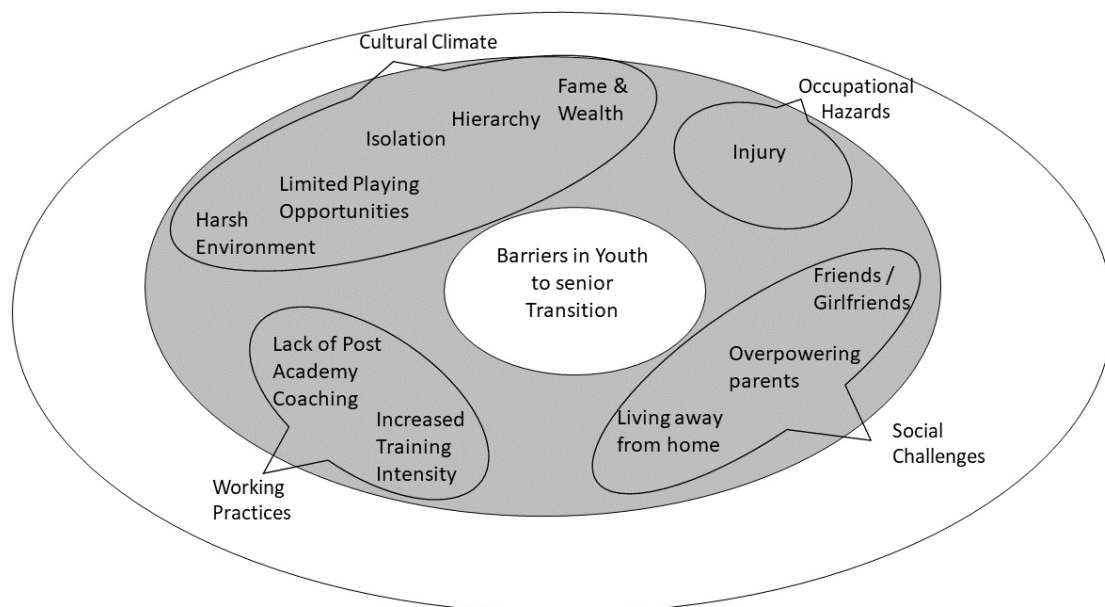 Cultural Climate
Fame &
Wealth
Hierarchy
Isolation
Limited Playing
Opportunities
Harsh
Environment
Occupational
Hazards
Injury
Barriers in Youth
to senior
Transition
Friends /
Girlfriends
Overpowering
parents
Living away
from home
Social
Challenges
Lack of Post
Academy
Coaching
Increased
Training
Intensity
Working
Practices